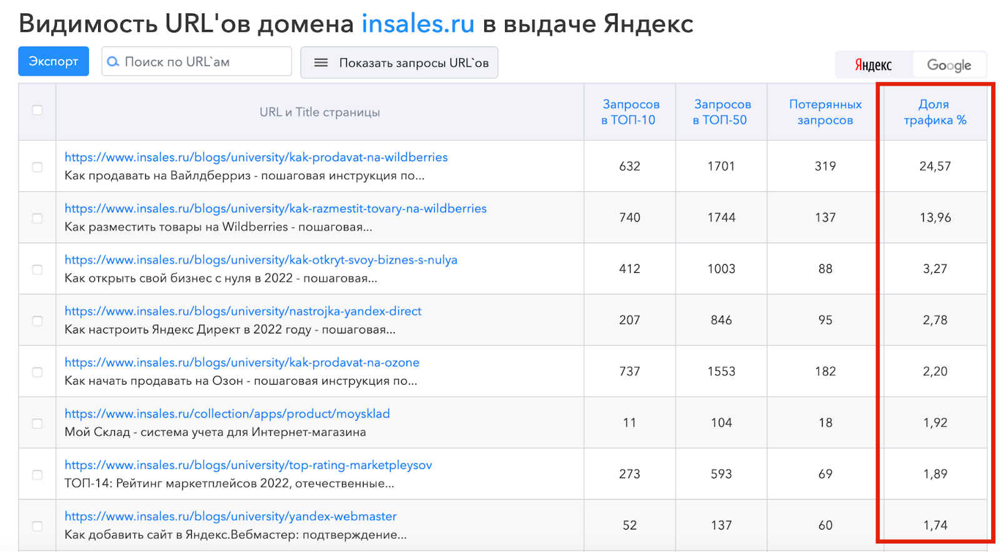 Видимость URL'ов домена insales.ru в выдаче Яндекс
Экспорт
Поиск по URL`ам
Показать запросы URL`ов
Яндекс
Google
URL и Title страницы
Запросов
в ТОП-10
Запросов
в ТОП-50
Потерянных
запросов
Доля
трафика %
https://www.insales.ru/blogs/university/kak-prodavat-na-wildberries
Как продавать на Вайлдберриз - пошаговая инструкция по...
632
1701
319
24,57
https://www.insales.ru/blogs/university/kak-razmestit-tovary-na-wildberries
Как разместить товары на Wildberries - пошаговая...
740
1744
137
13,96
https://www.insales.ru/blogs/university/kak-otkryt-svoy-biznes-s-nulya
Как открыть свой бизнес с нуля в 2022 - пошаговая...
412
1003
88
3,27
https://www.insales.ru/blogs/university/nastrojka-yandex-direct
Как настроить Яндекс Директ в 2022 году - пошаговая...
207
846
95
2,78
https://www.insales.ru/blogs/university/kak-prodavat-na-ozone
Как начать продавать на Озон - пошаговая инструкция по...
737
1553
182
2,20
https://www.insales.ru/collection/apps/product/moysklad
Мой Склад - система учета для Интернет-магазина
11
104
18
1,92
https://www.insales.ru/blogs/university/top-rating-marketpleysov
ТОП-14: Рейтинг маркетплейсов 2022, отечественные...
273
593
69
1,89
https://www.insales.ru/blogs/university/yandex-webmaster
Как добавить сайт в Яндекс.Вебмастер: подтверждение...
52
137
60
1,74